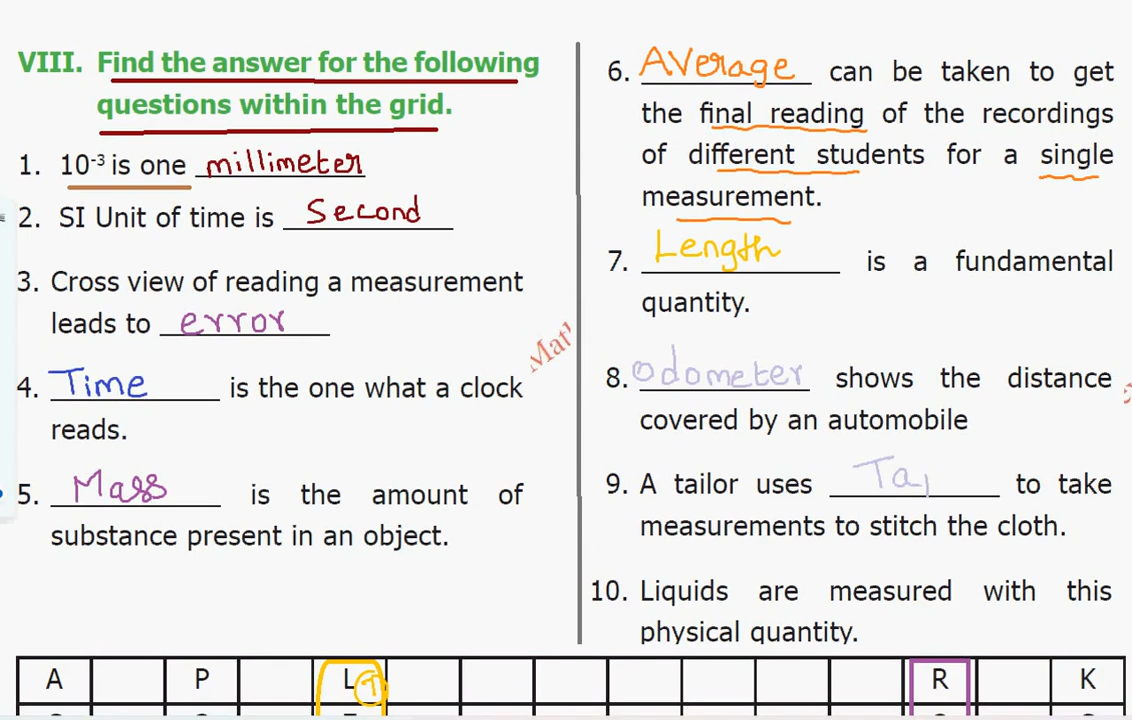 VIII. Find the answer for the following
questions within the grid.
1. 10⁻³ is one millimeter
2. SI Unit of time is Second
3. Cross view of reading a measurement
leads to error
4. Time is the one what a clock
reads.
5. Mass is the amount of
substance present in an object.
6. Average can be taken to get
the final reading of the recordings
of different students for a single
measurement.
7. Length is a fundamental
quantity.
8. odometer shows the distance
covered by an automobile
9. A tailor uses Ta to take
measurements to stitch the cloth.
10. Liquids are measured with this
physical quantity.
Mat
A P L 7 R K